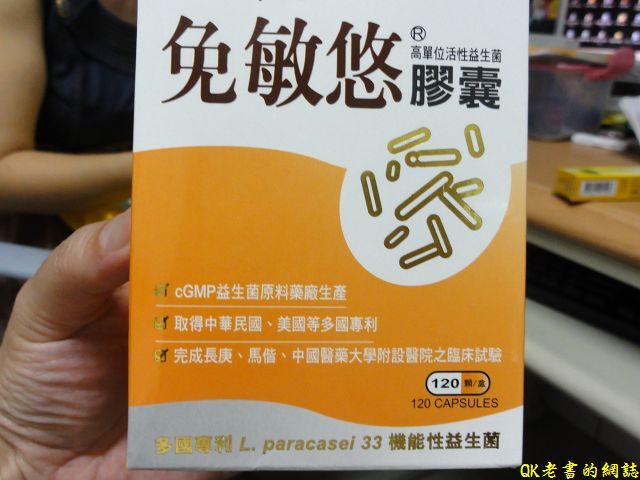 免敏悠®
高單位活性益生菌
膠囊
cGMP益生菌原料藥廠生產
取得中華民國、美國等多國專利
完成長庚、馬偕、中國醫藥大學附設醫院之臨床試驗
120 顆/盒
120 CAPSULES
多國專利 L. paracasei 33 機能性益生菌
QK老書的網誌